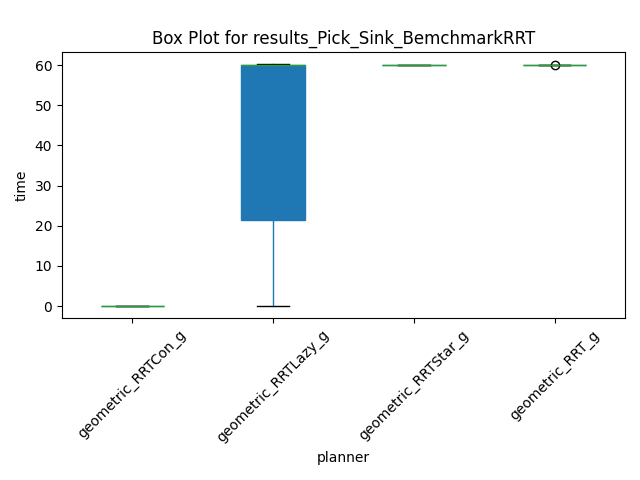 Box Plot for results_Pick_Sink_BemchmarkRRT
60
50
40
30
20
10
0
time
geometric_RRTCon_g
geometric_RRTLazy_g
geometric_RRTStar_g
geometric_RRT_g
planner